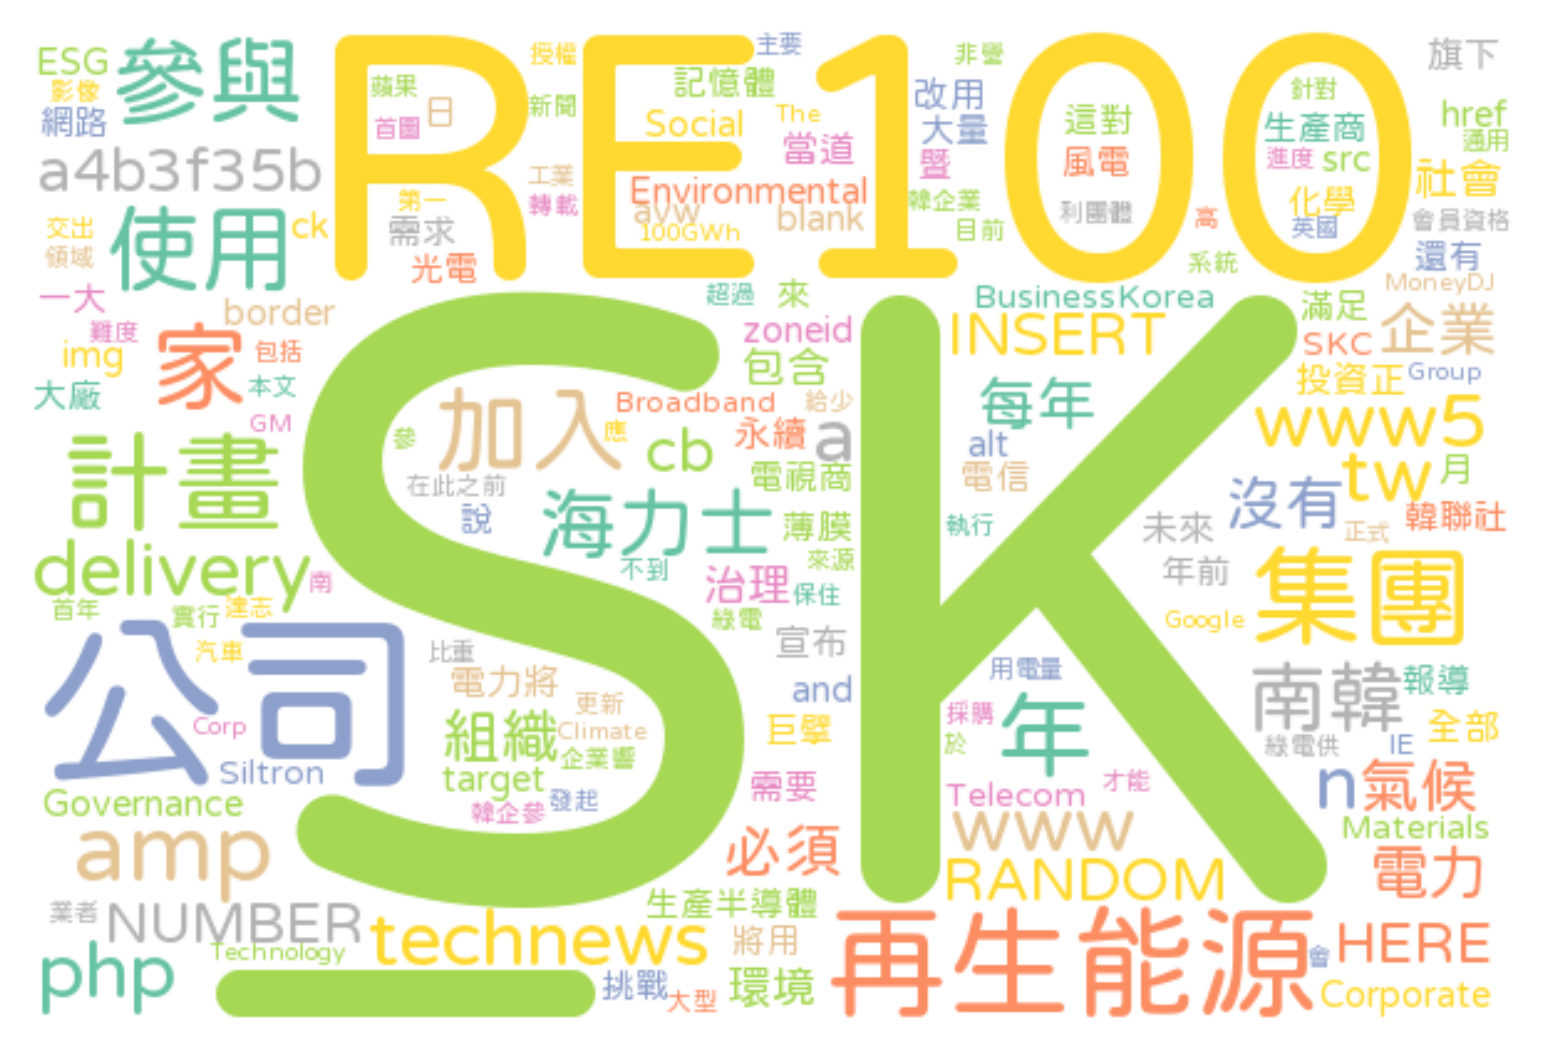 ESG
影像
網路
參與
RE100
授權
主要
非營
旗下
蘋果
日
首圖
新聞
記憶體
Social
The
當道
改用
大量
暨
這對
風電
針對
生產商
進度
src
href
通用
a4b3f35b
工業
轉載
Environmental
avw
100GWh
blank
韓企業
目前
利團體
高
化學
英國
社會
會員資格
交出
領域
使用
ck
第一
需求
光電
系統
還有
MoneyDJ
一大
難度
border
超過
來
BusinessKorea
滿足
企業
img
家
包括
本文
大廠
GM
SK
zoneid
包含
INSERT
SKC
投資正
Group
Broadband
給少
加入
應
參
cb
永續
a
每年
alt
www5
計畫
在此之前
說
海力士
電視商
薄膜
來源
電信
執行
未來
沒有
tw
月
正式
韓聯社
delivery
南
不到
治理
保住
綠電
年前
集團
Google
首年
實行
達志
汽車
公司
Corp
Siltron
比重
電力將
更新
組織
Climate
企業響
target
宣布
and
巨擘
用電量
採購
於
年
南韓
報導
綠電供
IE
全部
Governance
韓企參
發起
需要
Telecom
才能
n
氣候
amp
必須
www
Materials
RANDOM
電力
業者
NUMBER
technews
生產半導體
將用
再生能源
會
HERE
php
Technology
挑戰
大型
環境
Corporate